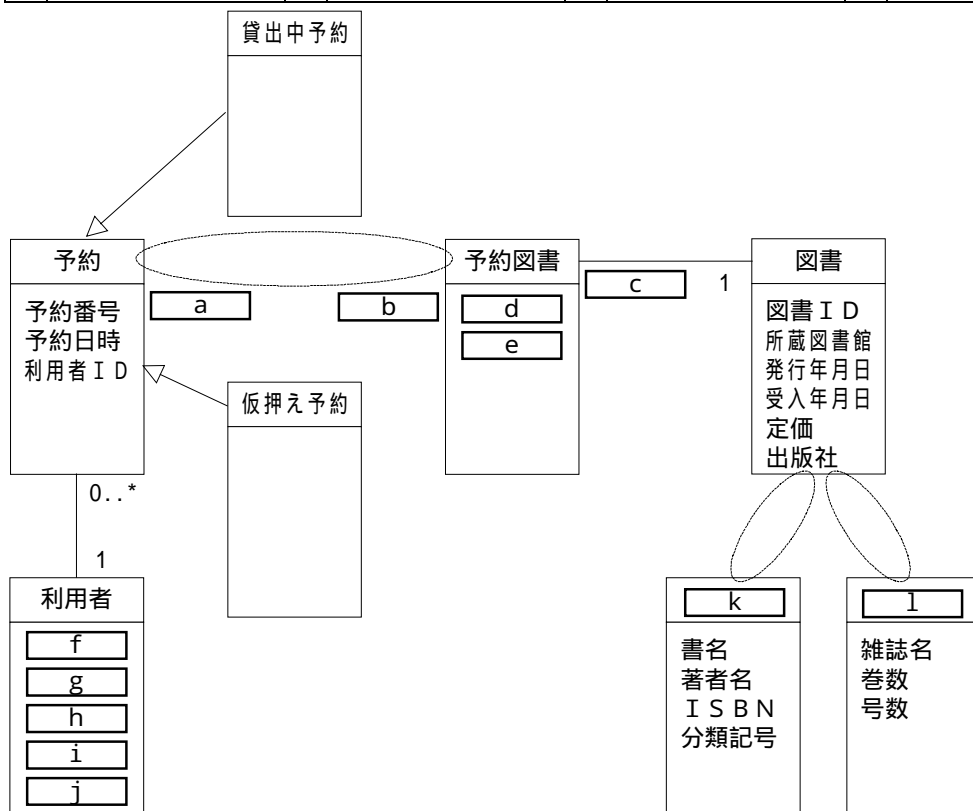 貸出中予約
予約
予約番号
予約日時
利用者ＩＤ
a
b
予約図書
d
e
c
1
図書
図書ＩＤ
所蔵図書館
発行年月日
受入年月日
定価
出版社
仮押え予約
0..*
1
利用者
f
g
h
i
j
k
書名
著者名
ＩＳＢＮ
分類記号
l
雑誌名
巻数
号数